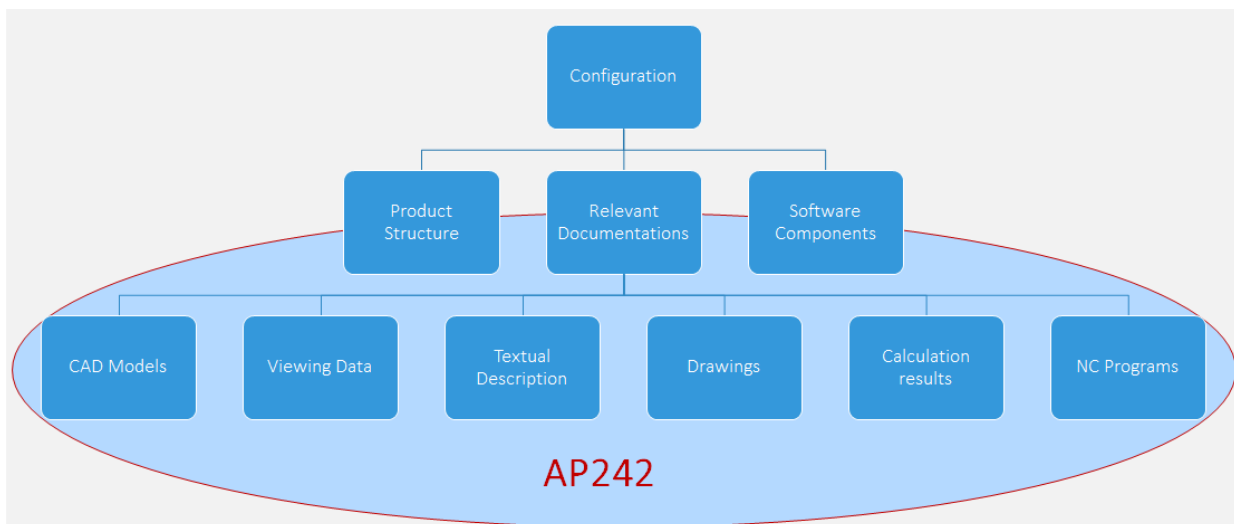 Configuration
Product
Structure
Relevant
Documentations
Software
Components
CAD Models
Viewing Data
Textual
Description
Drawings
Calculation
results
NC Programs
AP242